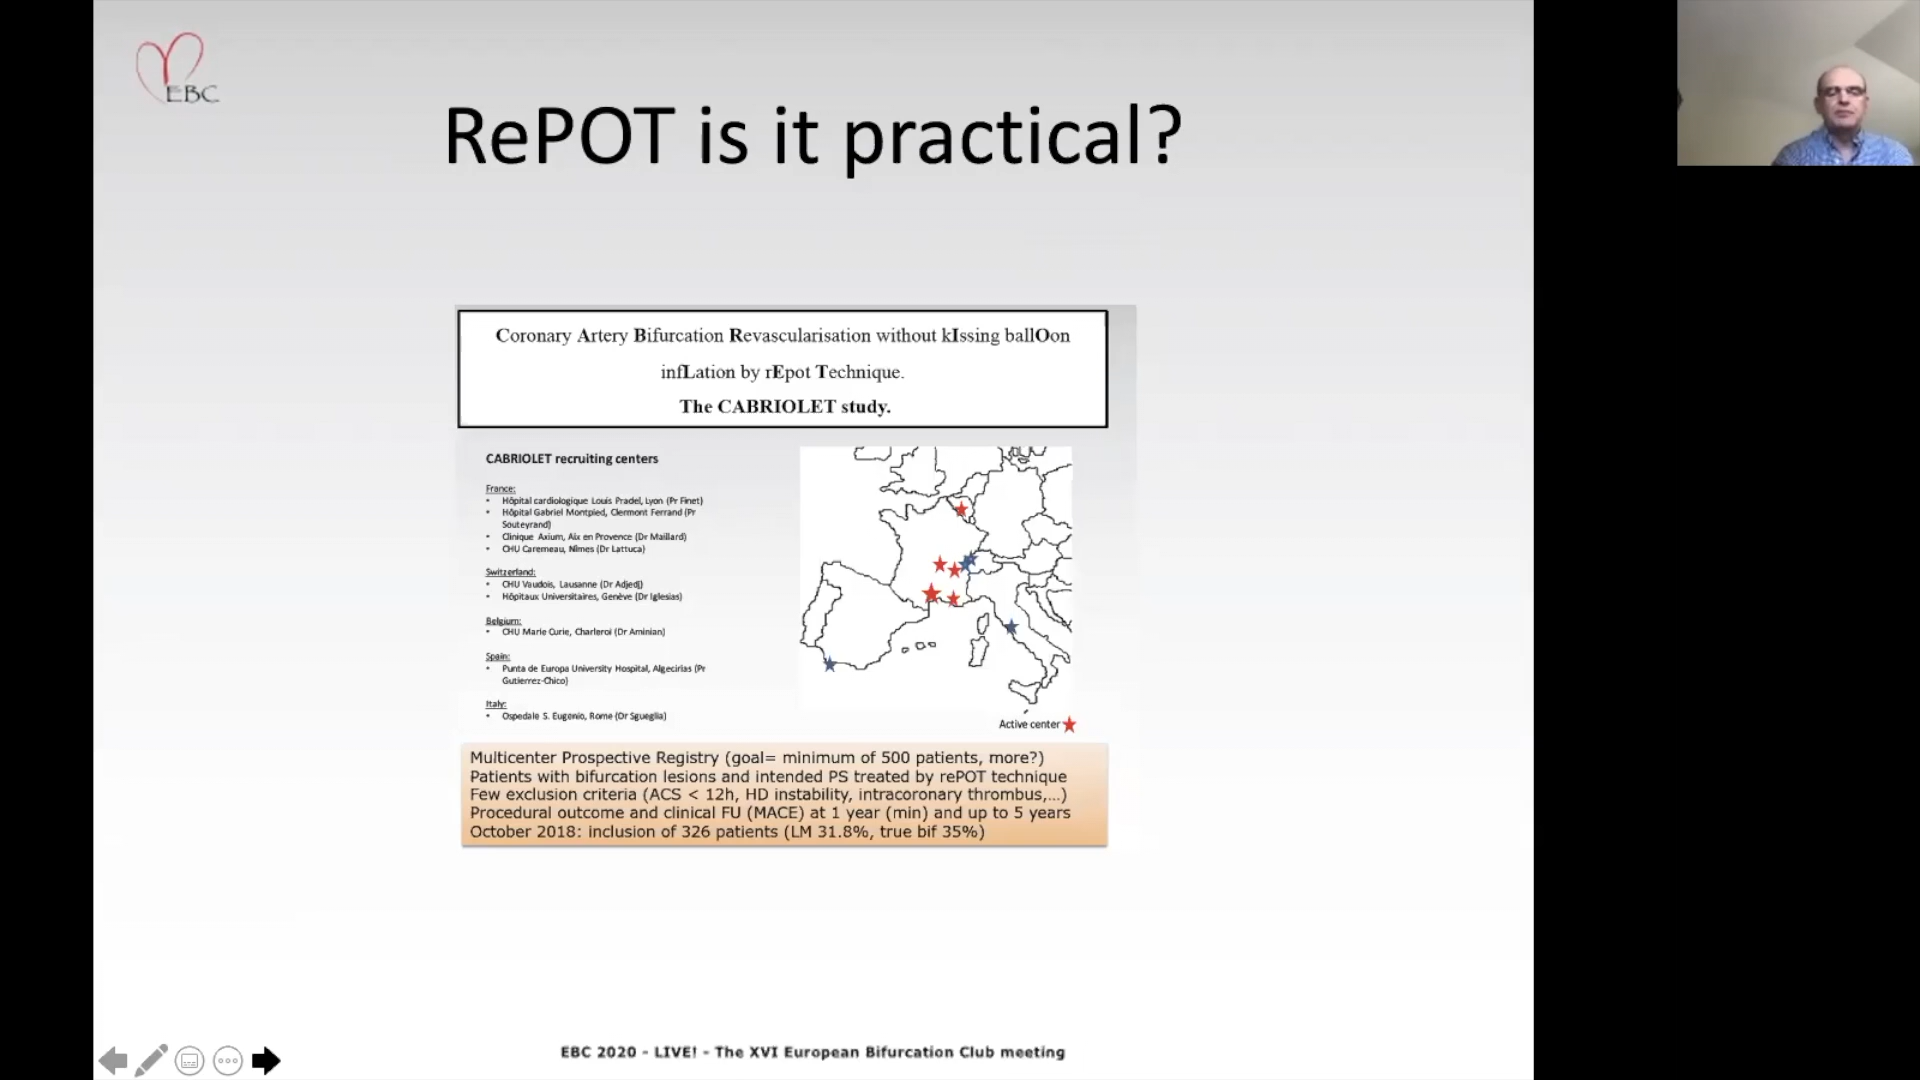 EBC
RePOT is it practical?
Coronary Artery Bifurcation Revascularisation without kIssing ballOon
infLation by rEpot Technique.
The CABRIOLET study.
CABRIOLET recruiting centers
France:
• Hôpital cardiologique Louis Pradel, Lyon (Pr Finet)
• Hôpital Gabriel Montpied, Clermont Ferrand (Pr
Souteyrand)
• Clinique Axium, Aix en Provence (Dr Maillard)
• CHU Caremeau, Nîmes (Dr Lattuca)
Switzerland:
• CHU Vaudois, Lausanne (Dr Adjedj)
• Hôpitaux Universitaires, Genève (Dr Iglesias)
Belgium:
• CHU Marie Curie, Charleroi (Dr Aminian)
Spain:
• Punta de Europa University Hospital, Algecirias (Pr
Gutierrez-Chico)
Italy:
• Ospedale S. Eugenio, Rome (Dr Sgueglia)
Active center
Multicenter Prospective Registry (goal= minimum of 500 patients, more?)
Patients with bifurcation lesions and intended PS treated by rePOT technique
Few exclusion criteria (ACS < 12h, HD instability, intracoronary thrombus,...)
Procedural outcome and clinical FU (MACE) at 1 year (min) and up to 5 years
October 2018: inclusion of 326 patients (LM 31.8%, true bif 35%)
EBC 2020 - LIVE! - The XVI European Bifurcation Club meeting